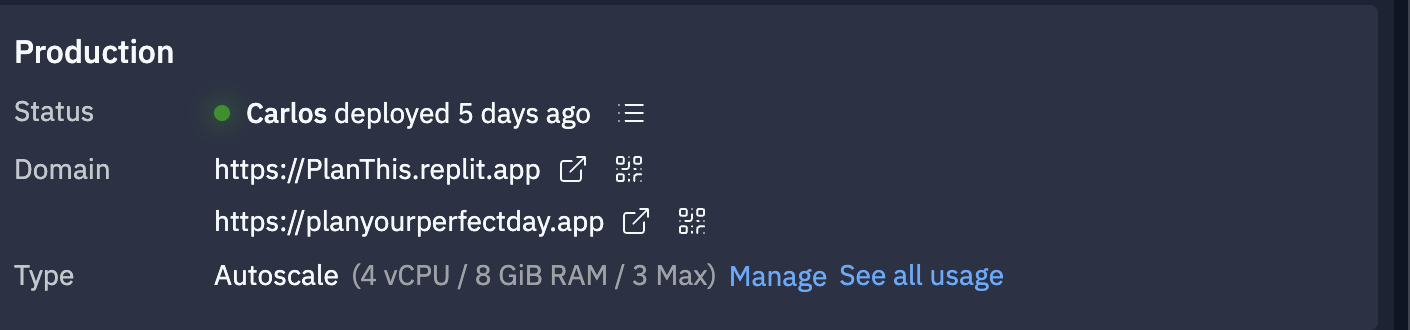 Production
Status Carlos deployed 5 days ago
Domain https://PlanThis.replit.app
https://planyourperfectday.app
Type Autoscale (4 vCPU / 8 GiB RAM / 3 Max) Manage See all usage